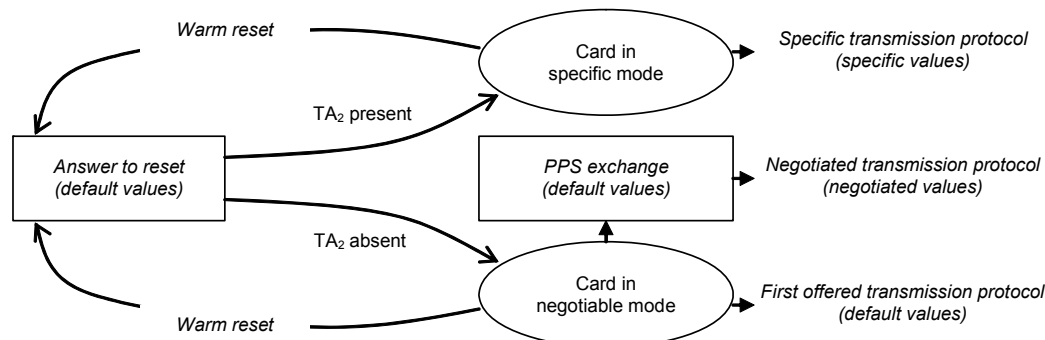 Warm reset
Card in
specific mode
Specific transmission protocol
(specific values)
TA₂ present
Answer to reset
(default values)
PPS exchange
(default values)
Negotiated transmission protocol
(negotiated values)
TA₂ absent
Card in
negotiable mode
First offered transmission protocol
(default values)
Warm reset